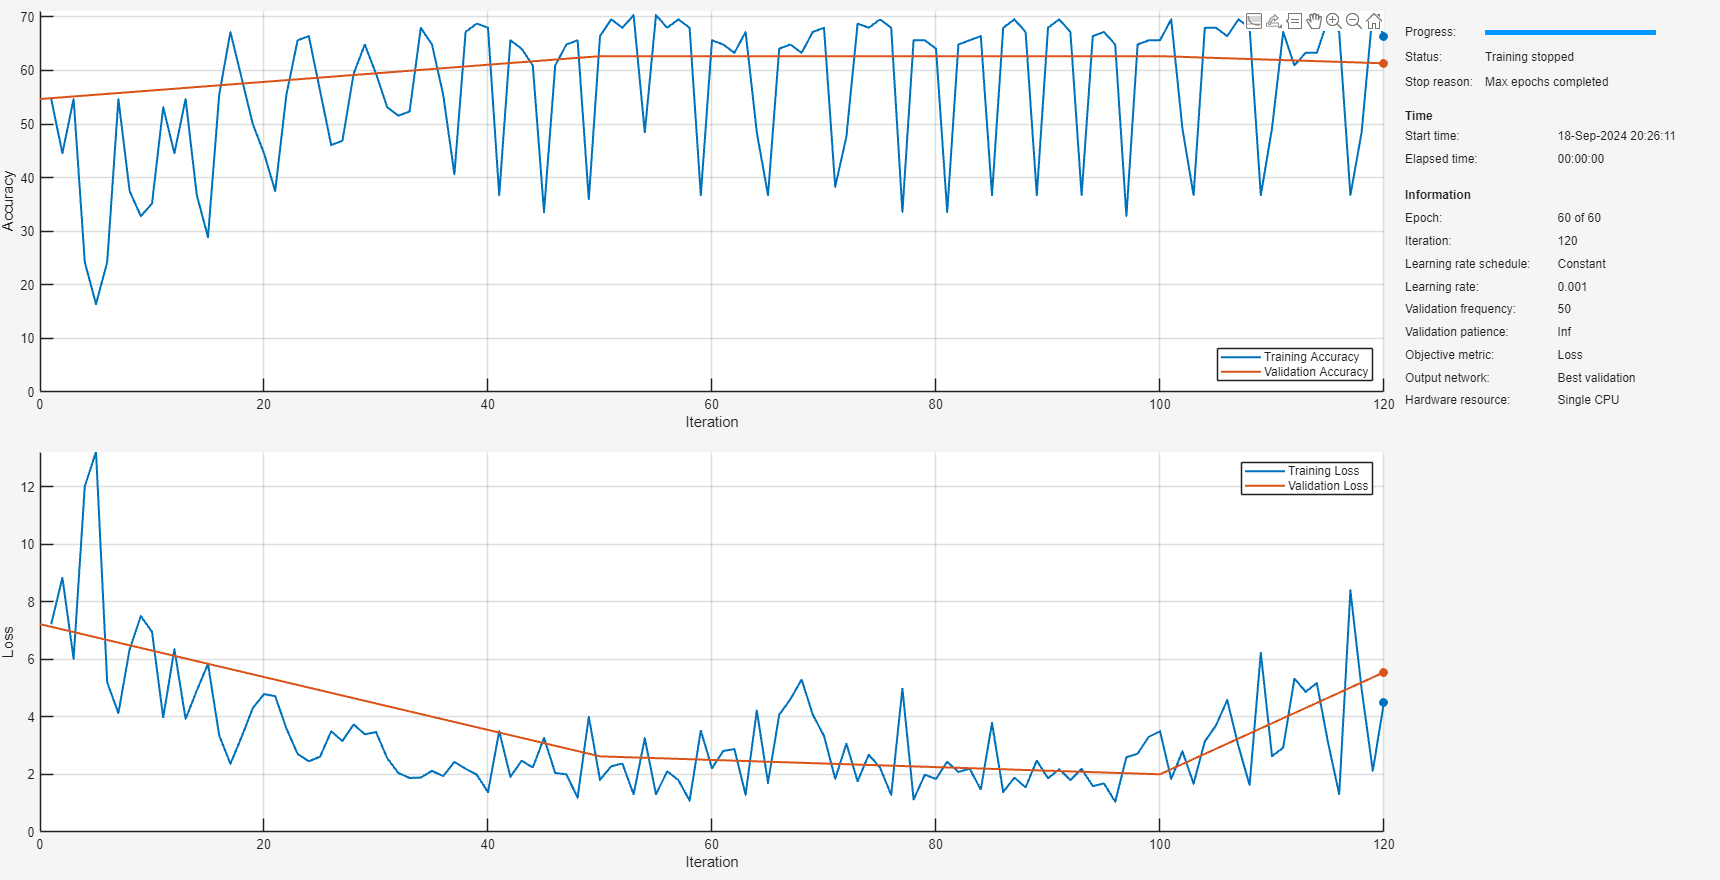 70
60
50
40
30
20
10
0
Accuracy
0 20 40 60 80 100 120
Iteration
Training Accuracy
Validation Accuracy
12
10
8
6
4
2
0
Loss
0 20 40 60 80 100 120
Iteration
Training Loss
Validation Loss
Progress:
Status: Training stopped
Stop reason: Max epochs completed
Time
Start time: 18-Sep-2024 20:26:11
Elapsed time: 00:00:00
Information
Epoch: 60 of 60
Iteration: 120
Learning rate schedule: Constant
Learning rate: 0.001
Validation frequency: 50
Validation patience: Inf
Objective metric: Loss
Output network: Best validation
Hardware resource: Single CPU